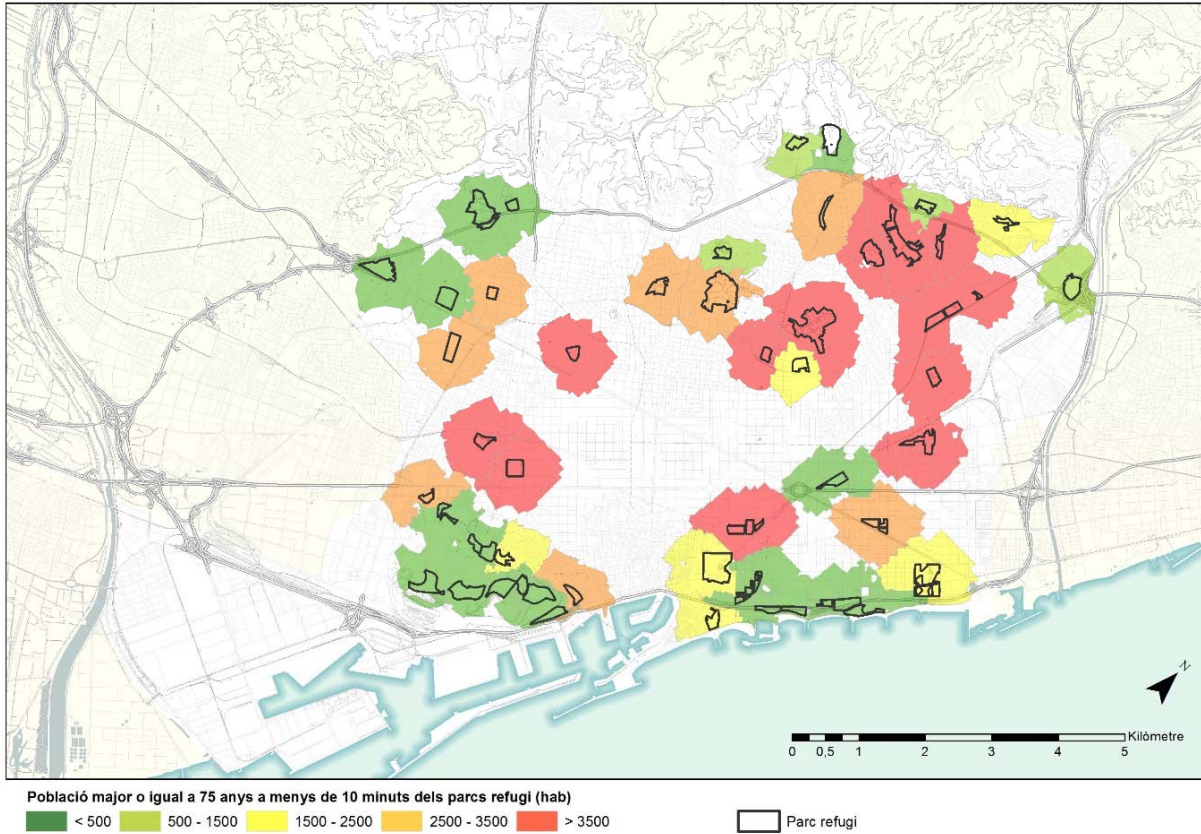 N
Kilòmetre
0 0,5 1 2 3 4 5
Població major o igual a 75 anys a menys de 10 minuts dels parcs refugi (hab)
< 500 500 - 1500 1500 - 2500 2500 - 3500 > 3500 Parc refugi